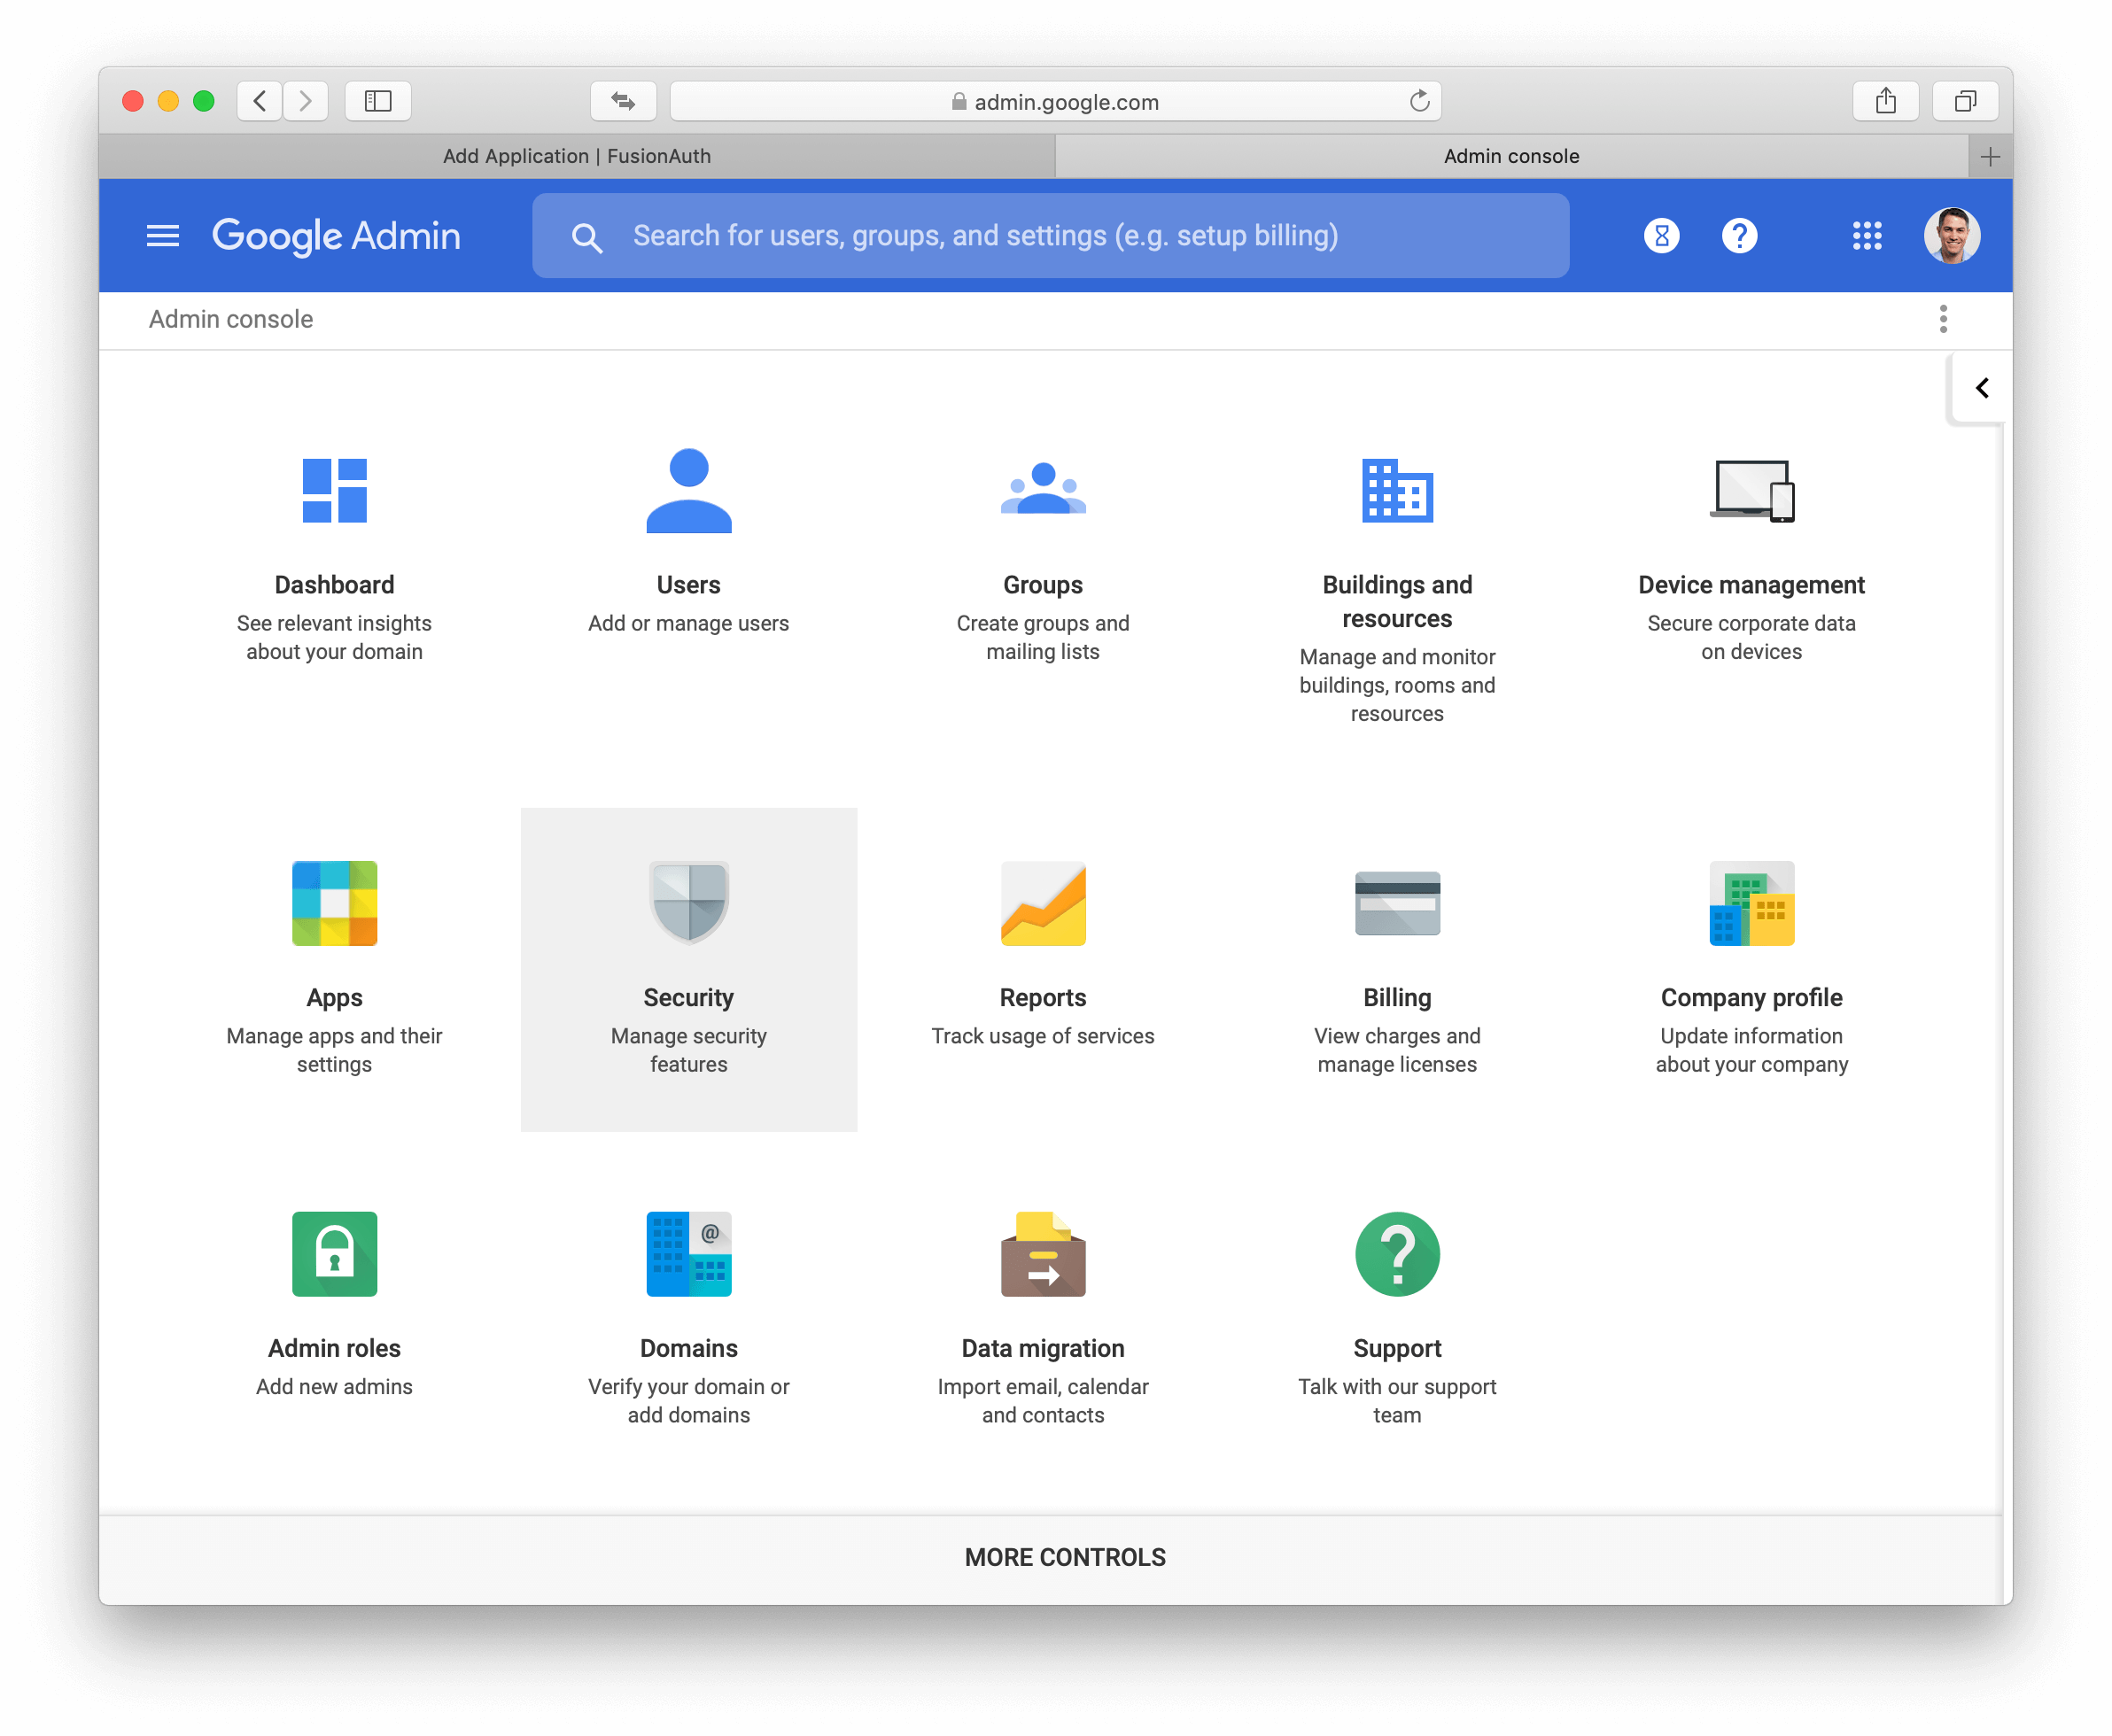 admin.google.com
Add Application | FusionAuth
Admin console
Google Admin
Search for users, groups, and settings (e.g. setup billing)
?
Admin console
Dashboard
See relevant insights
about your domain
Users
Add or manage users
Groups
Create groups and
mailing lists
Buildings and
resources
Manage and monitor
buildings, rooms and
resources
Device management
Secure corporate data
on devices
Apps
Manage apps and their
settings
Security
Manage security
features
Reports
Track usage of services
Billing
View charges and
manage licenses
Company profile
Update information
about your company
Admin roles
Add new admins
@
Domains
Verify your domain or
add domains
Data migration
Import email, calendar
and contacts
?
Support
Talk with our support
team
MORE CONTROLS